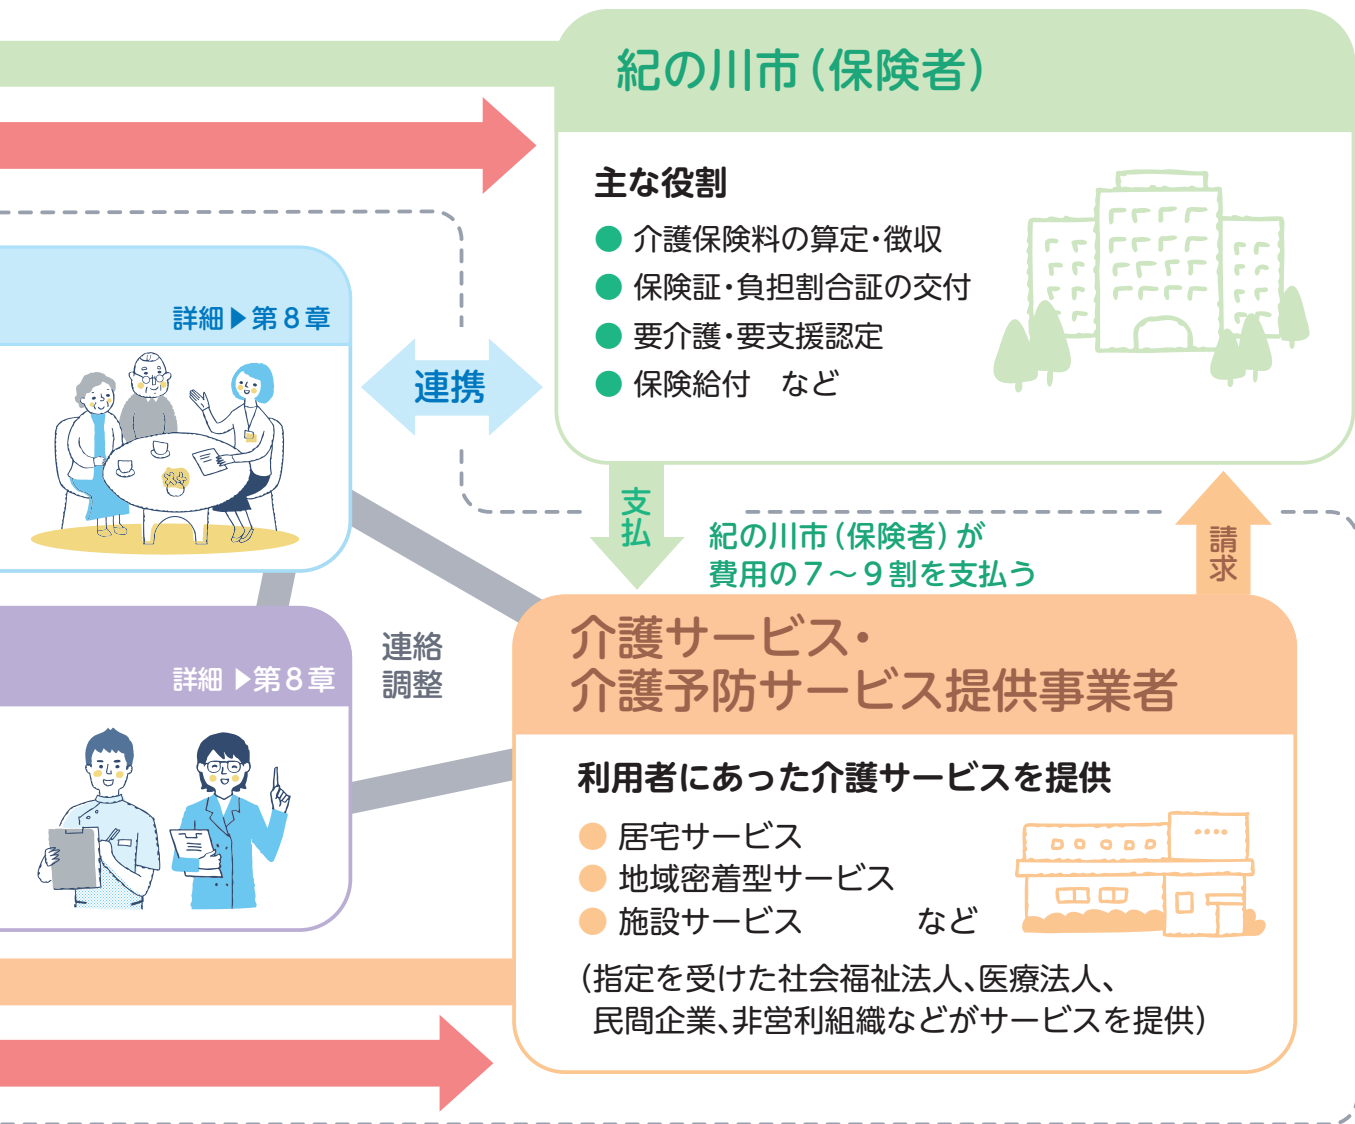 紀の川市（保険者）
主な役割
● 介護保険料の算定・徴収
● 保険証・負担割合証の交付
● 要介護・要支援認定
● 保険給付　など
詳細▶第８章
連携
支払
紀の川市（保険者）が
費用の７～９割を支払う
請求
詳細 ▶第８章
連絡
調整
介護サービス・
介護予防サービス提供事業者
利用者にあった介護サービスを提供
● 居宅サービス
● 地域密着型サービス
● 施設サービス　　　など
（指定を受けた社会福祉法人、医療法人、
民間企業、非営利組織などがサービスを提供）